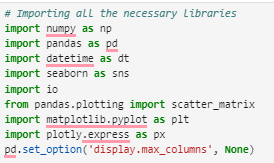 # Importing all the necessary libraries
import numpy as np
import pandas as pd
import datetime as dt
import seaborn as sns
import io
from pandas.plotting import scatter_matrix
import matplotlib.pyplot as plt
import plotly.express as px
pd.set_option('display.max_columns', None)